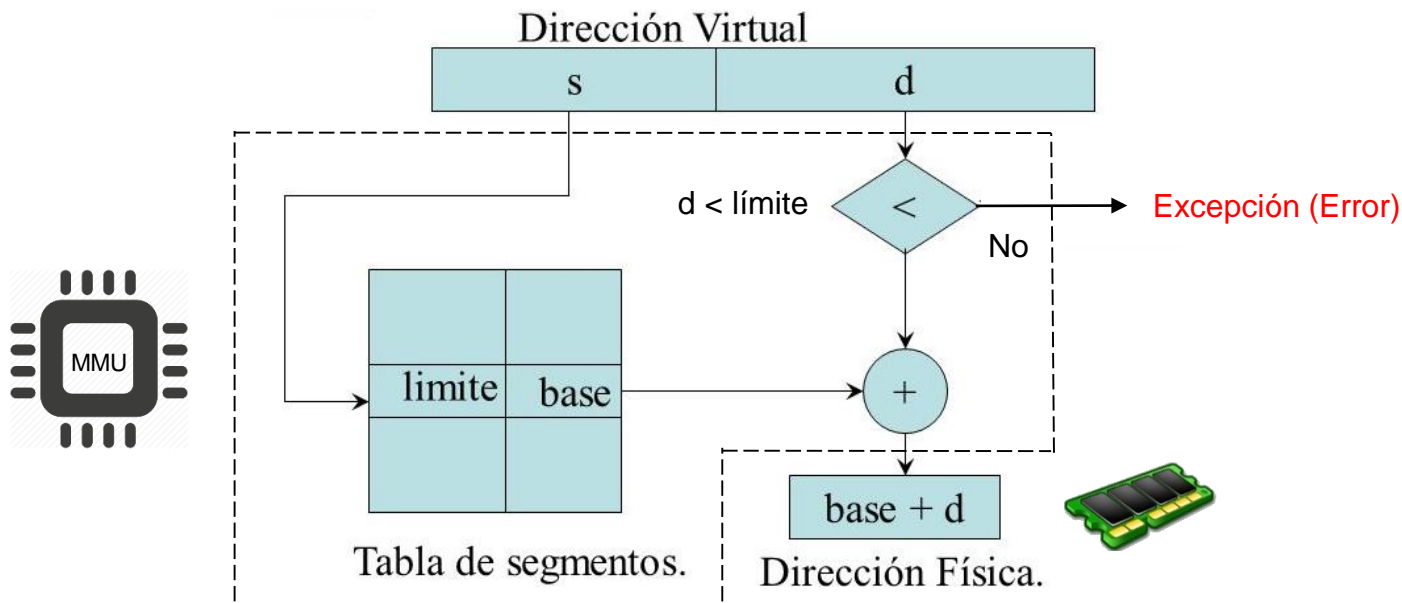 Dirección Virtual
s d
d < límite < Excepción (Error)
No
MMU
limite base +
base + d
Tabla de segmentos. Dirección Física.